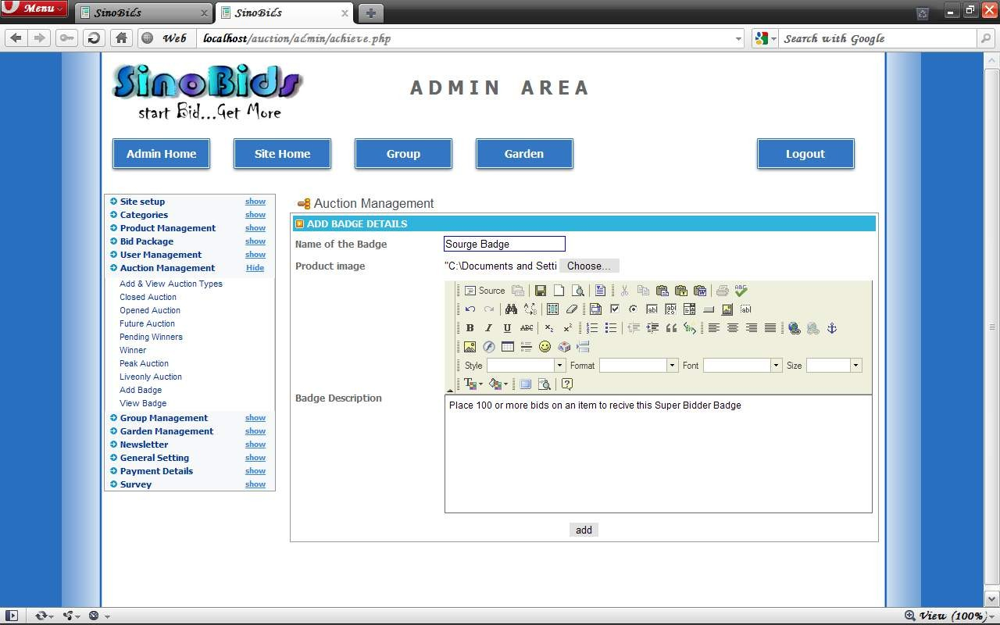 Menu
SinoBids
SinoBids
Web
localhost/auction/admin/achieve.php
Search with Google
SinoBids
start Bid...Get More
ADMIN AREA
Admin Home
Site Home
Group
Garden
Logout
Site setup show
Categories show
Product Management show
Bid Package show
User Management show
Auction Management Hide
Add & View Auction Types
Closed Auction
Opened Auction
Future Auction
Pending Winners
Winner
Peak Auction
Liveonly Auction
Add Badge
View Badge
Group Management show
Garden Management show
Newsletter show
General Setting show
Payment Details show
Survey show
Auction Management
ADD BADGE DETAILS
Name of the Badge Sourge Badge
Product image "C:\Documents and Setti Choose...
Source
ABC
B I U ABC x₂ x²
Style Format Font Size
Badge Description
Place 100 or more bids on an item to recive this Super Bidder Badge
add
View (100%)